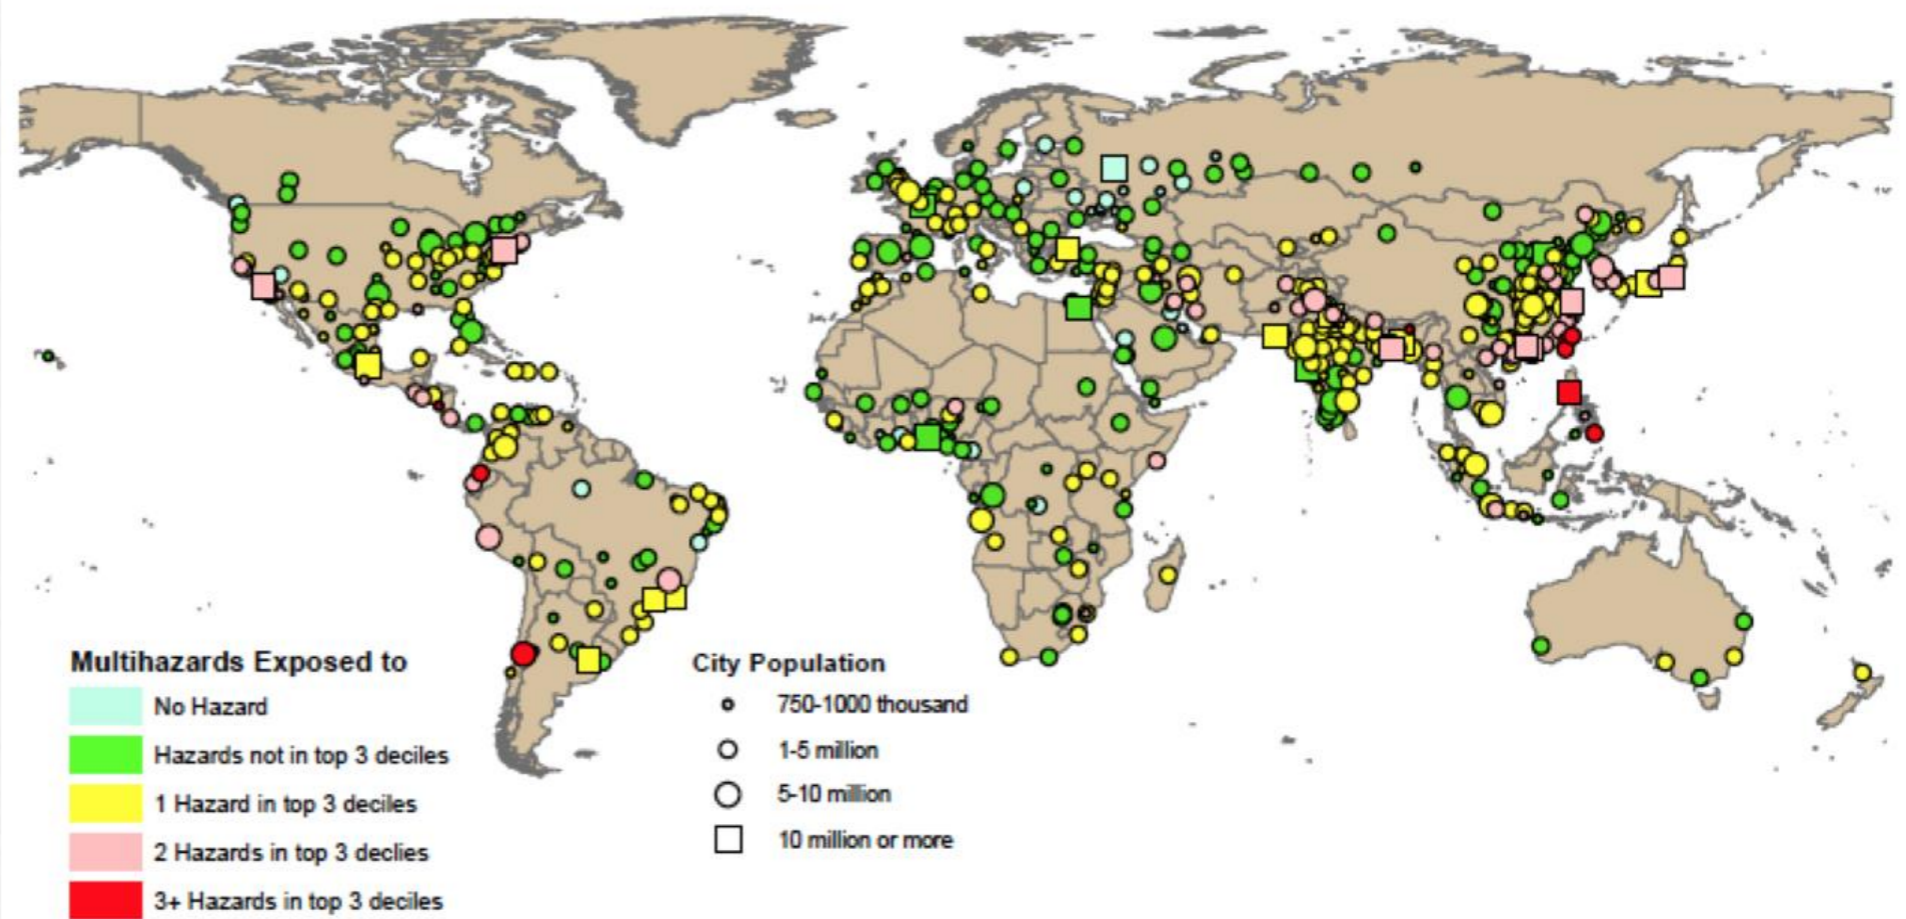 Multihazards Exposed to
No Hazard
Hazards not in top 3 deciles
1 Hazard in top 3 deciles
2 Hazards in top 3 declies
3+ Hazards in top 3 deciles
City Population
750-1000 thousand
1-5 million
5-10 million
10 million or more